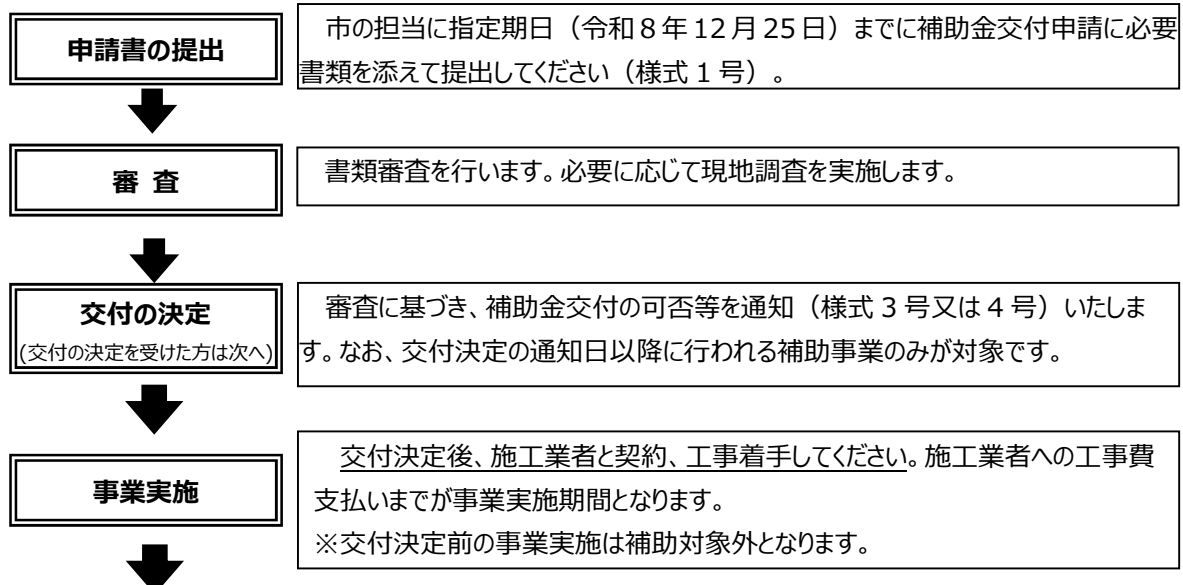 申請書の提出
市の担当に指定期日（令和８年12月25日）までに補助金交付申請に必要
書類を添えて提出してください（様式１号）。
審 査
書類審査を行います。必要に応じて現地調査を実施します。
交付の決定
(交付の決定を受けた方は次へ)
審査に基づき、補助金交付の可否等を通知（様式３号又は４号）いたしま
す。なお、交付決定の通知日以降に行われる補助事業のみが対象です。
事業実施
交付決定後、施工業者と契約、工事着手してください。施工業者への工事費
支払いまでが事業実施期間となります。
※交付決定前の事業実施は補助対象外となります。